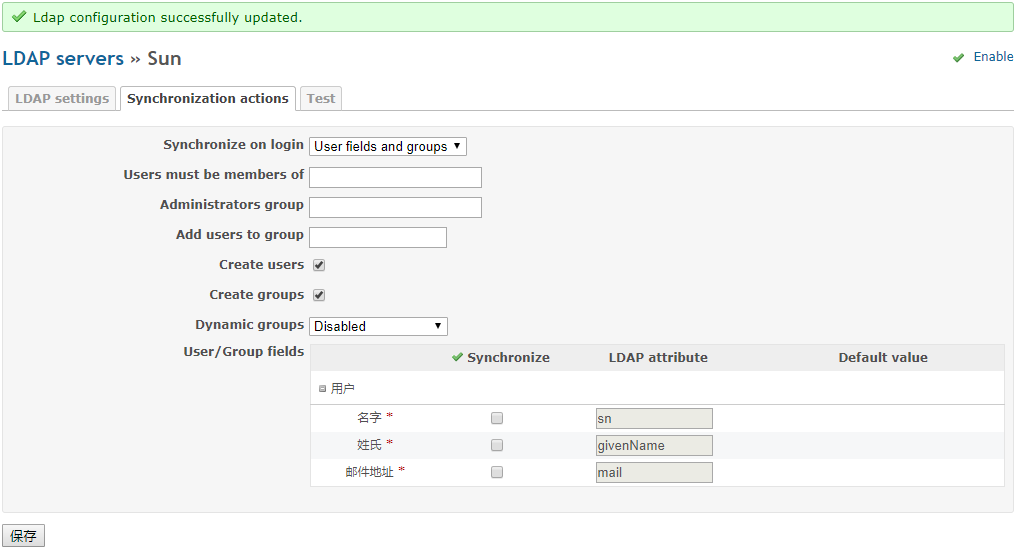 Ldap configuration successfully updated.
LDAP servers » Sun
Enable
LDAP settings Synchronization actions Test
Synchronize on login User fields and groups
Users must be members of
Administrators group
Add users to group
Create users
Create groups
Dynamic groups Disabled
User/Group fields
Synchronize LDAP attribute Default value
用户
名字 * sn
姓氏 * givenName
邮件地址 * mail
保存